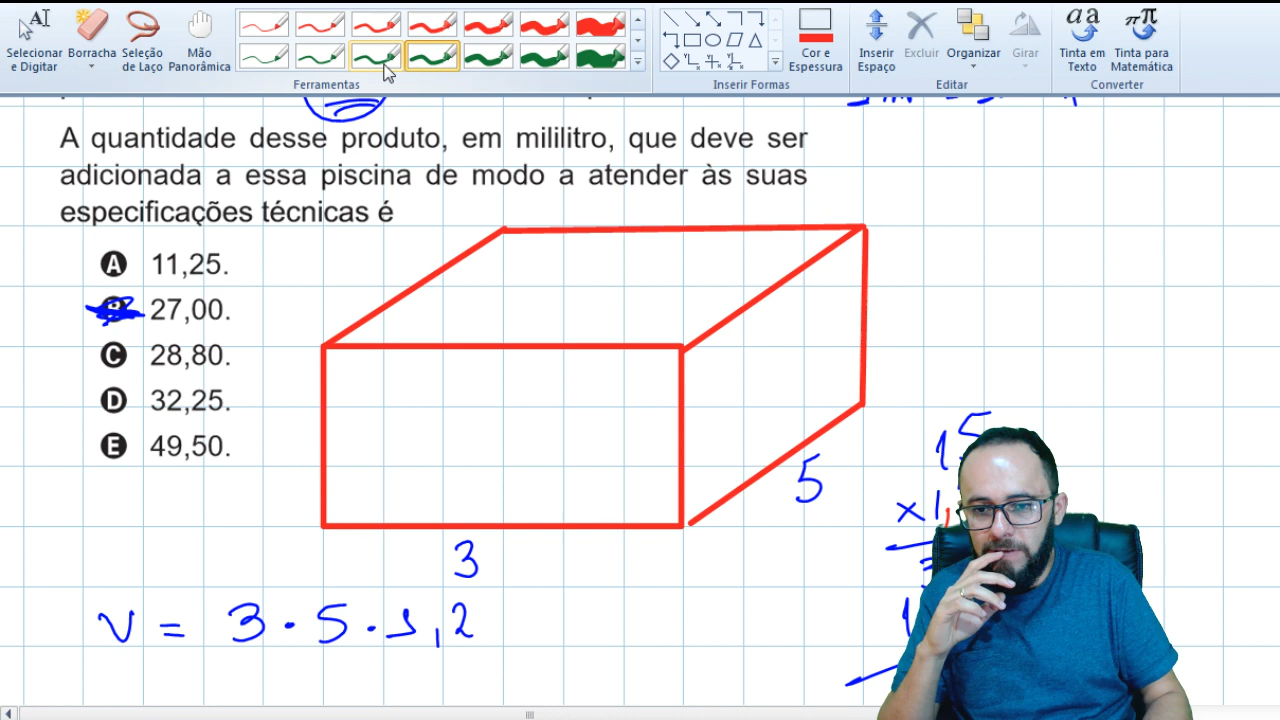 Selecionar e Digitar
Borracha
Seleção de Laço
Mão Panorâmica
Ferramentas
Inserir Formas
Cor e Espessura
Inserir Espaço
Excluir
Organizar
Girar
Editar
Tinta em Texto
Tinta para Matemática
Converter
A quantidade desse produto, em mililitro, que deve ser
adicionada a essa piscina de modo a atender às suas
especificações técnicas é
A 11,25.
27,00.
C 28,80.
D 32,25.
E 49,50.
5
3
V = 3 · 5 · 1,2
15
x1,